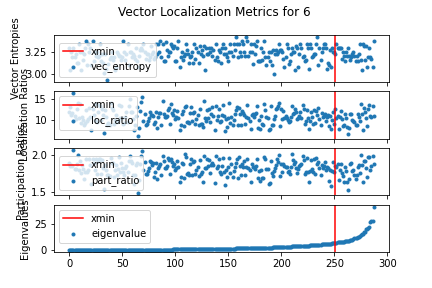 Vector Localization Metrics for 6
Vector Entropies
3.25
3.00
xmin
vec_entropy
Localization Ratios
15
10
xmin
loc_ratio
Participation Ratios
2.0
1.5
xmin
part_ratio
Eigenvalues
25
0
xmin
eigenvalue
0 50 100 150 200 250 300